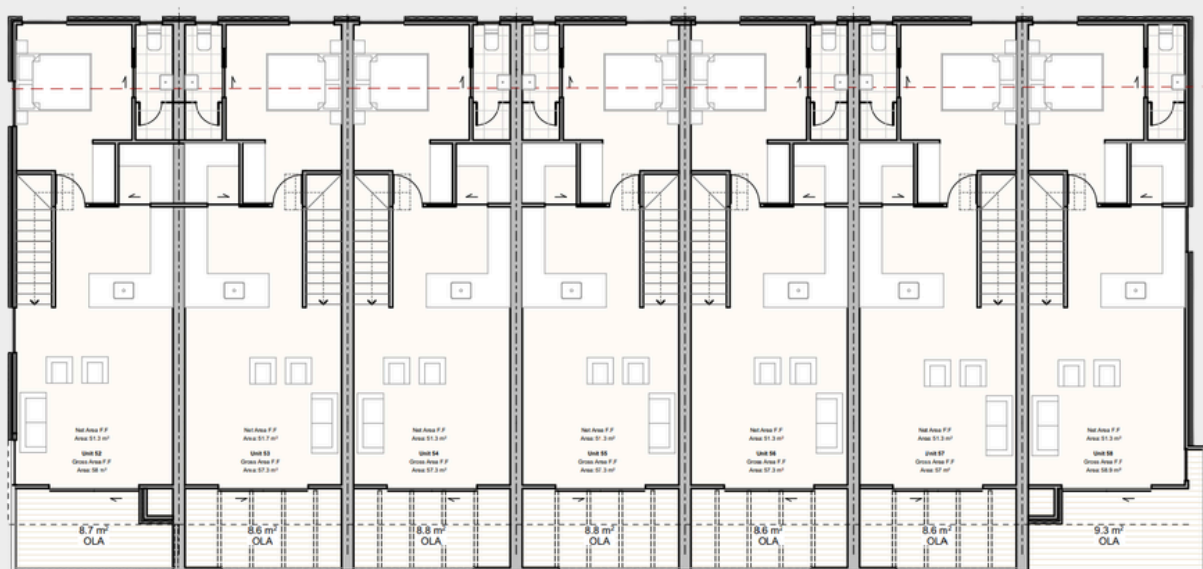 Net Area F.F
Area: 51.3 m²
Unit 52
Gross Area F.F
Area: 58 m²
Net Area F.F
Area: 51.7 m²
Unit 53
Gross Area F.F
Area: 57.3 m²
Net Area F.F
Area: 51.3 m²
Unit 54
Gross Area F.F
Area: 57.3 m²
Net Area F.F
Area: 51.3 m²
Unit 55
Gross Area F.F
Area: 57.3 m²
Net Area F.F
Area: 51.3 m²
Unit 56
Gross Area F.F
Area: 57.3 m²
Net Area F.F
Area: 51.3 m²
Unit 57
Gross Area F.F
Area: 57 m²
Net Area F.F
Area: 51.3 m²
Unit 58
Gross Area F.F
Area: 58.9 m²
8.7 m²
OLA
8.6 m²
OLA
8.8 m²
OLA
8.8 m²
OLA
8.6 m²
OLA
8.6 m²
OLA
9.3 m²
OLA